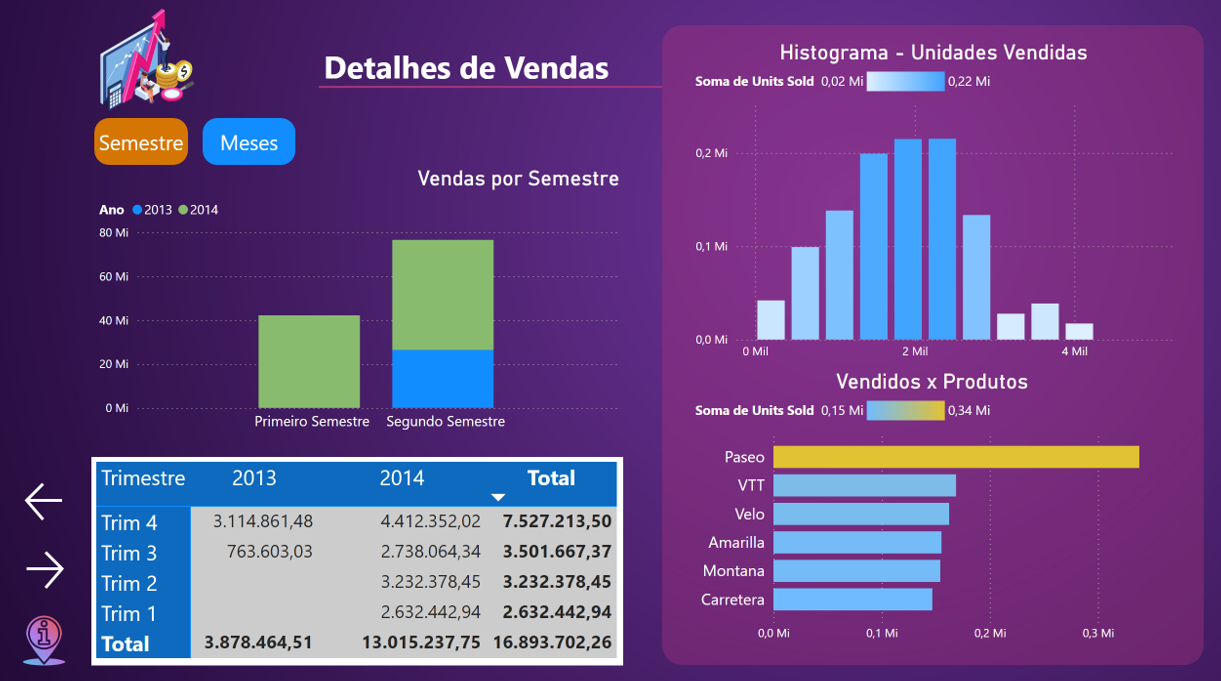 Detalhes de Vendas
Semestre
Meses
Vendas por Semestre
Ano 2013 2014
80 Mi
60 Mi
40 Mi
20 Mi
0 Mi
Primeiro Semestre Segundo Semestre
Trimestre 2013 2014 Total
Trim 4 3.114.861,48 4.412.352,02 7.527.213,50
Trim 3 763.603,03 2.738.064,34 3.501.667,37
Trim 2 3.232.378,45 3.232.378,45
Trim 1 2.632.442,94 2.632.442,94
Total 3.878.464,51 13.015.237,75 16.893.702,26
Histograma - Unidades Vendidas
Soma de Units Sold 0,02 Mi 0,22 Mi
0,2 Mi
0,1 Mi
0,0 Mi
0 Mil 2 Mil 4 Mil
Vendidos x Produtos
Soma de Units Sold 0,15 Mi 0,34 Mi
Paseo
VTT
Velo
Amarilla
Montana
Carretera
0,0 Mi 0,1 Mi 0,2 Mi 0,3 Mi